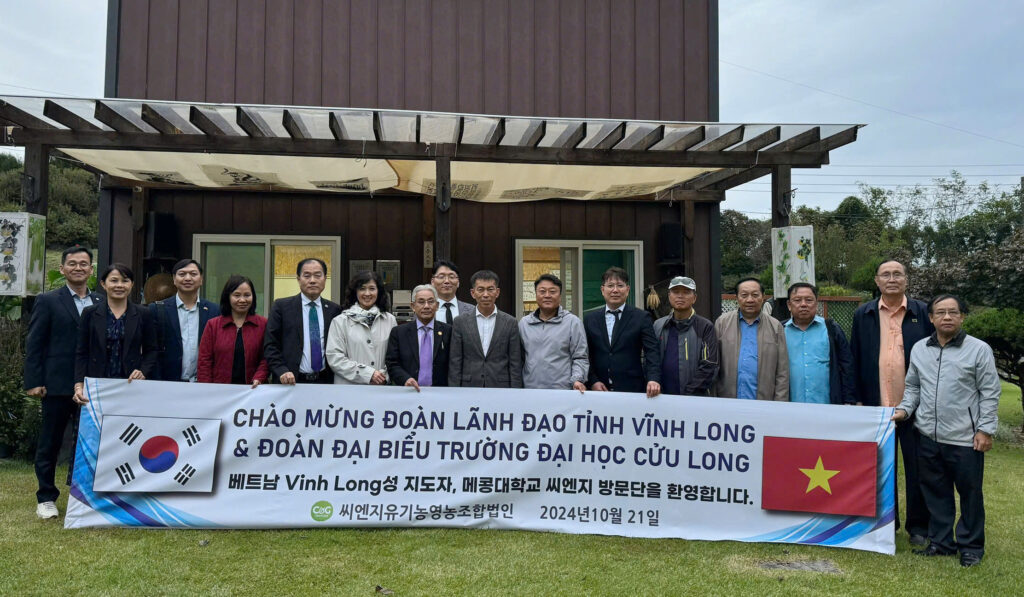 CHÀO MỪNG ĐOÀN LÃNH ĐẠO TỈNH VĨNH LONG
& ĐOÀN ĐẠI BIỂU TRƯỜNG ĐẠI HỌC CỬU LONG
베트남 Vinh Long성 지도자, 메콩대학교 씨엔지 방문단을 환영합니다.
C&G 씨엔지유기농영농조합법인 2024년10월 21일